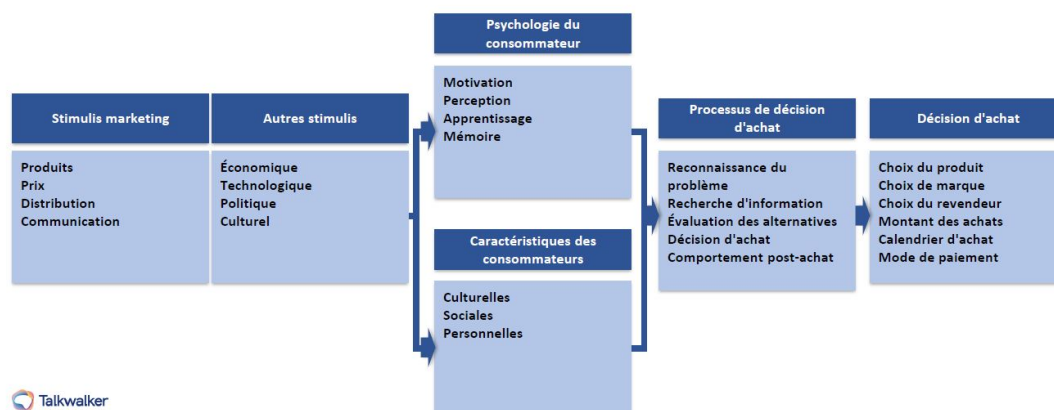 Stimulis marketing
Produits
Prix
Distribution
Communication
Autres stimulis
Économique
Technologique
Politique
Culturel
Psychologie du
consommateur
Motivation
Perception
Apprentissage
Mémoire
Caractéristiques des
consommateurs
Culturelles
Sociales
Personnelles
Processus de décision
d'achat
Reconnaissance du
problème
Recherche d'information
Évaluation des alternatives
Décision d'achat
Comportement post-achat
Décision d'achat
Choix du produit
Choix de marque
Choix du revendeur
Montant des achats
Calendrier d'achat
Mode de paiement
Talkwalker